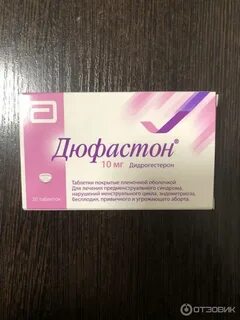 Дюфастон®
10 мг
Дидрогестерон
Таблетки покрытые пленочной оболочкой
Для лечения предменструального синдрома,
нарушений менструального цикла, эндометриоза,
бесплодия, привычного и угрожающего аборта
20 таблеток
ОТЗОВИК